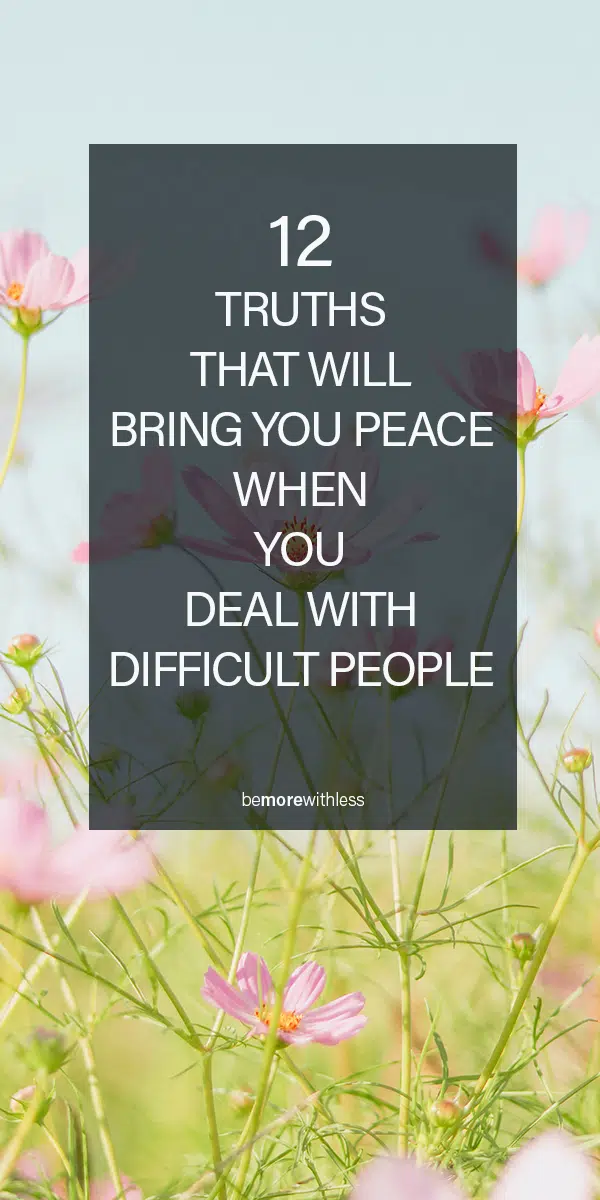 12
TRUTHS
THAT WILL
BRING YOU PEACE
WHEN
YOU
DEAL WITH
DIFFICULT PEOPLE
bemorewithless